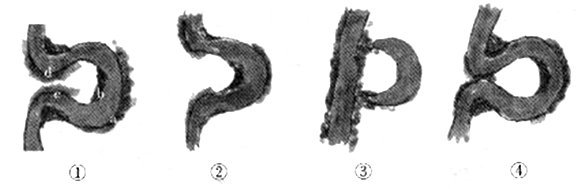 d
b
① ② ③ ④